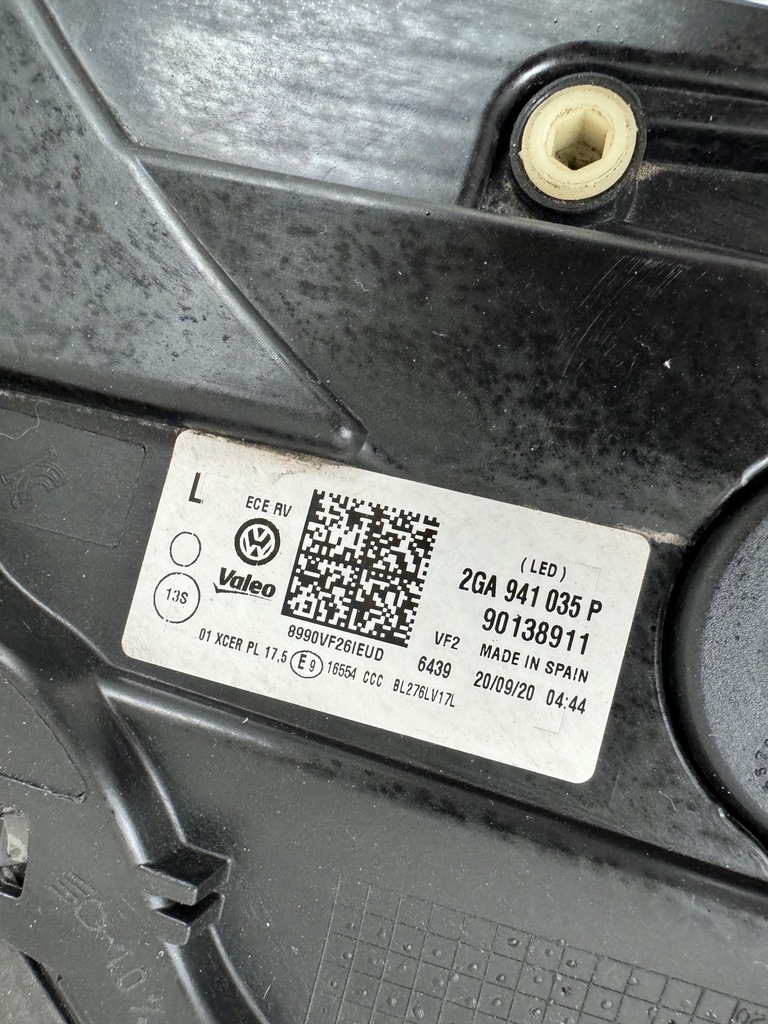 L
ECE RV
Valeo
13S
8990VF26IEUD
01 XCER PL 17,5 E9 16554 CCC BL276LV17L
VF2
6439
(LED)
2GA 941 035 P
90138911
MADE IN SPAIN
20/09/20 04:44